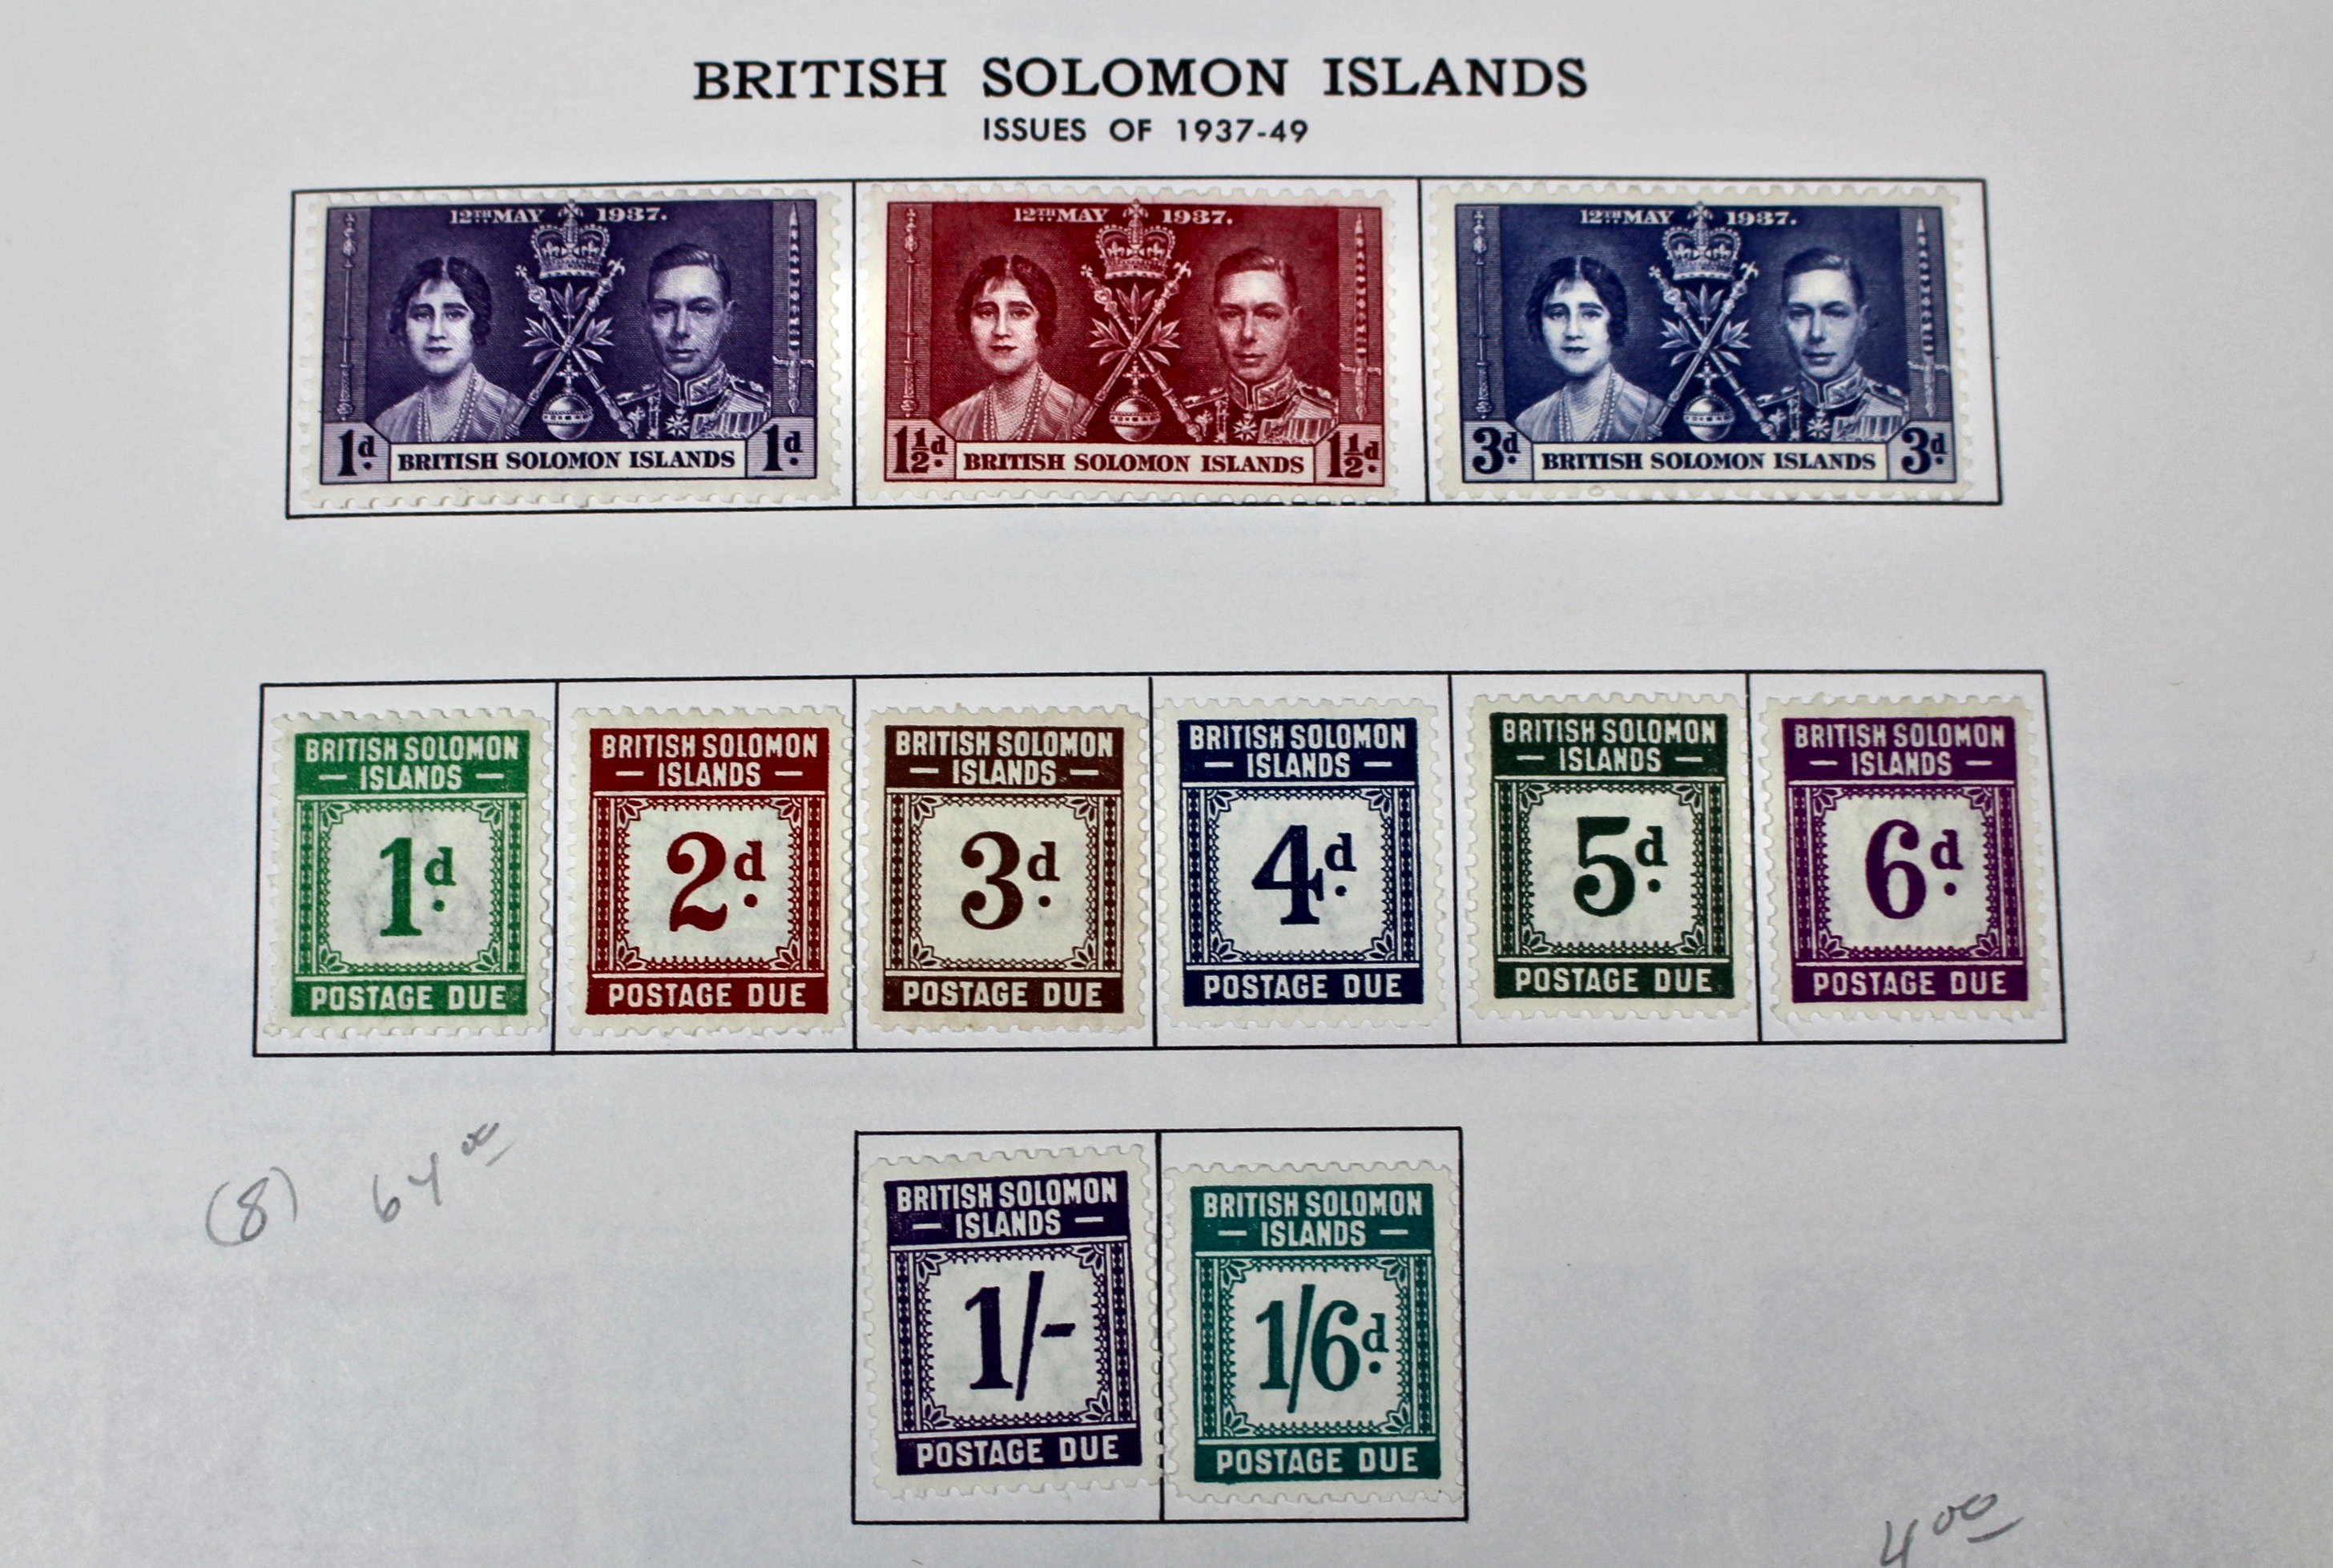 BRITISH SOLOMON ISLANDS
ISSUES OF 1937-49
12TH MAY 1937.
1d. BRITISH SOLOMON ISLANDS 1d.
12TH MAY 1937.
1½d. BRITISH SOLOMON ISLANDS 1½d.
12TH MAY 1937.
3d. BRITISH SOLOMON ISLANDS 3d.
BRITISH SOLOMON
— ISLANDS —
1d.
POSTAGE DUE
BRITISH SOLOMON
— ISLANDS —
2d.
POSTAGE DUE
BRITISH SOLOMON
— ISLANDS —
3d.
POSTAGE DUE
BRITISH SOLOMON
— ISLANDS —
4d.
POSTAGE DUE
BRITISH SOLOMON
— ISLANDS —
5d.
POSTAGE DUE
BRITISH SOLOMON
— ISLANDS —
6d.
POSTAGE DUE
(8) 64 00
BRITISH SOLOMON
— ISLANDS —
1/-
POSTAGE DUE
BRITISH SOLOMON
— ISLANDS —
1/6d.
POSTAGE DUE
4 00